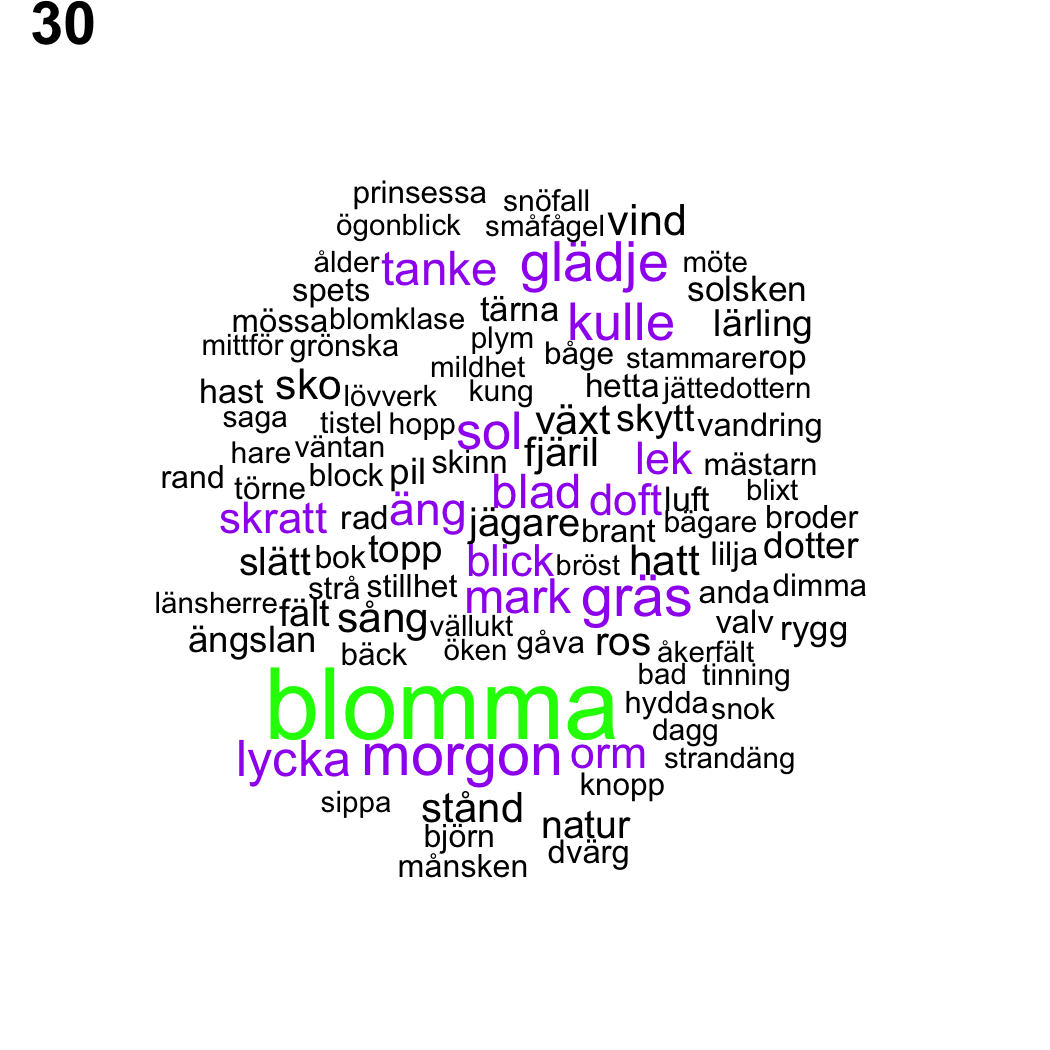 30
prinsessa snöfall
ögonblick småfågel vind
ålder tanke glädje möte
spets solsken
mössa blomklase tärna kulle lärling
mittför grönska plym båge stammare rop
mildhet
hast sko lövverk kung hetta jättedottern
saga tistel hopp sol växt skytt vandring
hare väntan skinn fjäril lek mästarn
rand törne block pil blad doft luft blixt
skratt rad äng jägare brant bägare broder
slätt bok topp blick bröst hatt lilja dotter
strå stillhet mark gräs anda dimma
länsherre fält sång vällukt valv rygg
ängslan bäck öken gåva ros åkerfält
bad tinning
blomma hydda snok
dagg
lycka morgon orm strandäng
knopp
sippa stånd
björn natur
månsken dvärg